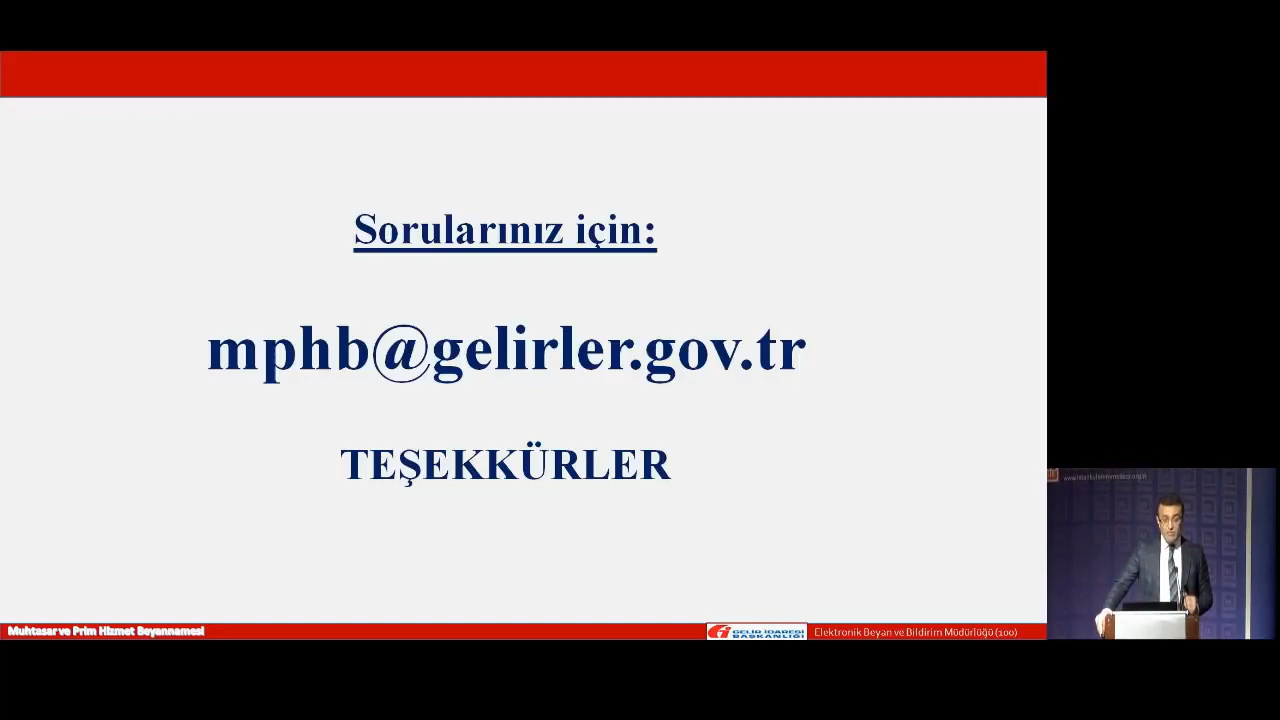 Sorularınız için:
mphb@gelirler.gov.tr
TEŞEKKÜRLER
Muhtasar ve Prim Hizmet Beyannamesi
GELİR İDARESİ
BAŞKANLIĞI
Elektronik Beyan ve Bildirim Müdürlüğü (100)